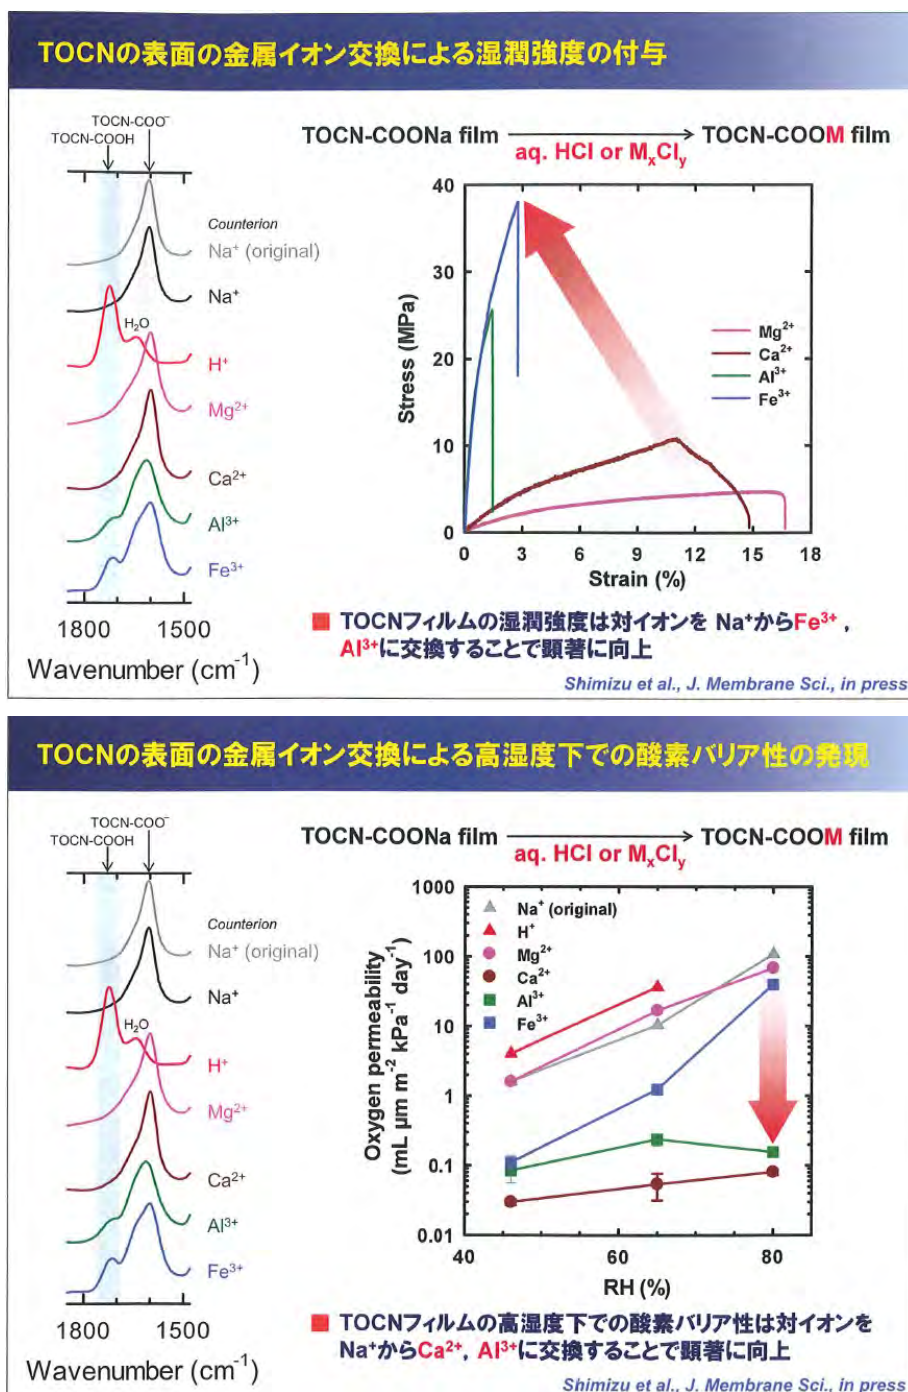 TOCNの表面の金属イオン交換による湿潤強度の付与
TOCN-COO⁻
TOCN-COOH
Counterion
Na⁺ (original)
Na⁺
H₂O
H⁺
Mg²⁺
Ca²⁺
Al³⁺
Fe³⁺
1800 1500
Wavenumber (cm⁻¹)
TOCN-COONa film TOCN-COOM film
aq. HCl or MₓClᵧ
Stress (MPa)
40
30
20
10
0
Mg²⁺
Ca²⁺
Al³⁺
Fe³⁺
0 3 6 9 12 15 18
Strain (%)
TOCNフィルムの湿潤強度は対イオンを Na⁺からFe³⁺ ,
Al³⁺に交換することで顕著に向上
Shimizu et al., J. Membrane Sci., in press
TOCNの表面の金属イオン交換による高湿度下での酸素バリア性の発現
TOCN-COO⁻
TOCN-COOH
Counterion
Na⁺ (original)
Na⁺
H₂O
H⁺
Mg²⁺
Ca²⁺
Al³⁺
Fe³⁺
1800 1500
Wavenumber (cm⁻¹)
TOCN-COONa film TOCN-COOM film
aq. HCl or MₓClᵧ
Oxygen permeability
(mL μm m⁻² kPa⁻¹ day⁻¹)
1000
100
10
1
0.1
0.01
Na⁺ (original)
H⁺
Mg²⁺
Ca²⁺
Al³⁺
Fe³⁺
40 60 80
RH (%)
TOCNフィルムの高湿度下での酸素バリア性は対イオンを
Na⁺からCa²⁺, Al³⁺に交換することで顕著に向上
Shimizu et al., J. Membrane Sci., in press